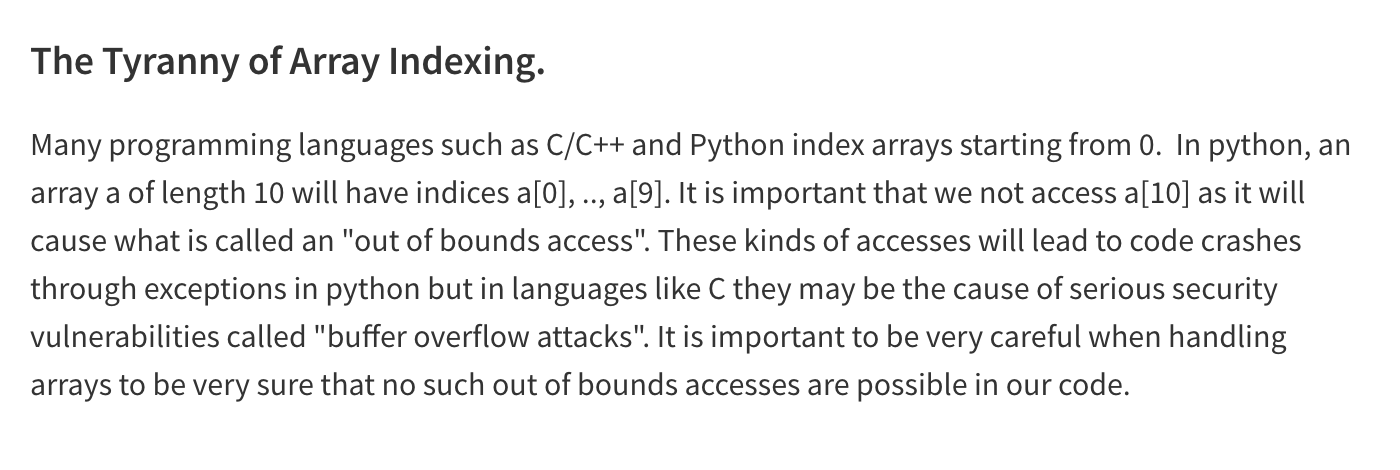 The Tyranny of Array Indexing.
Many programming languages such as C/C++ and Python index arrays starting from 0.  In python, an
array a of length 10 will have indices a[0], .., a[9]. It is important that we not access a[10] as it will
cause what is called an "out of bounds access". These kinds of accesses will lead to code crashes
through exceptions in python but in languages like C they may be the cause of serious security
vulnerabilities called "buffer overflow attacks". It is important to be very careful when handling
arrays to be very sure that no such out of bounds accesses are possible in our code.